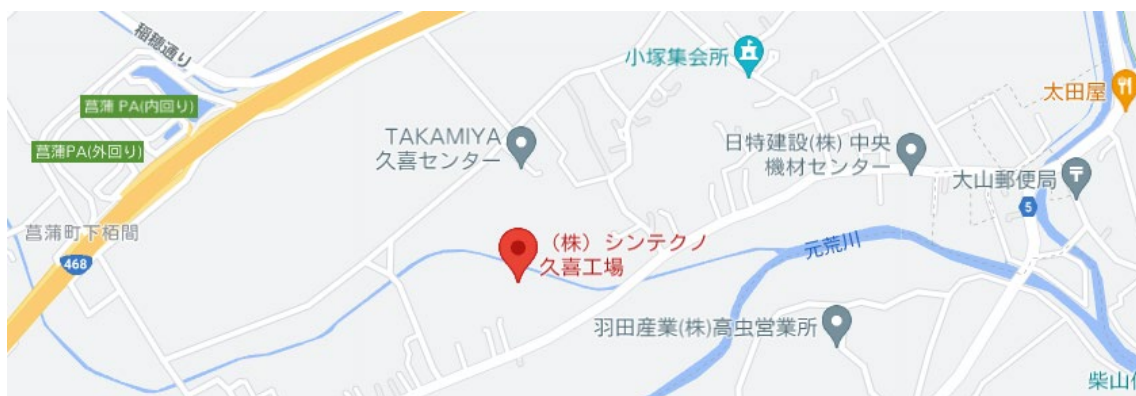 稲穂通り
小塚集会所
太田屋
菖蒲 PA(内回り)
菖蒲PA(外回り)
TAKAMIYA
久喜センター
日特建設(株) 中央
機材センター
大山郵便局
5
菖蒲町下栢間
468
（株）シンテクノ
久喜工場
元荒川
羽田産業(株)高虫営業所
柴山